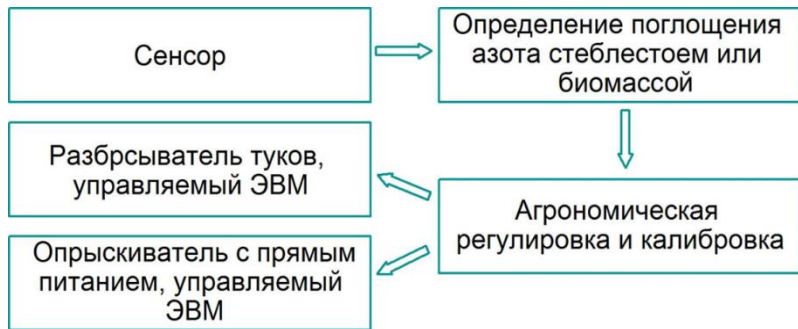 Сенсор
Определение поглощения
азота стеблестоем или
биомассой
Разбрсыватель туков,
управляемый ЭВМ
Агрономическая
регулировка и калибровка
Опрыскиватель с прямым
питанием, управляемый
ЭВМ